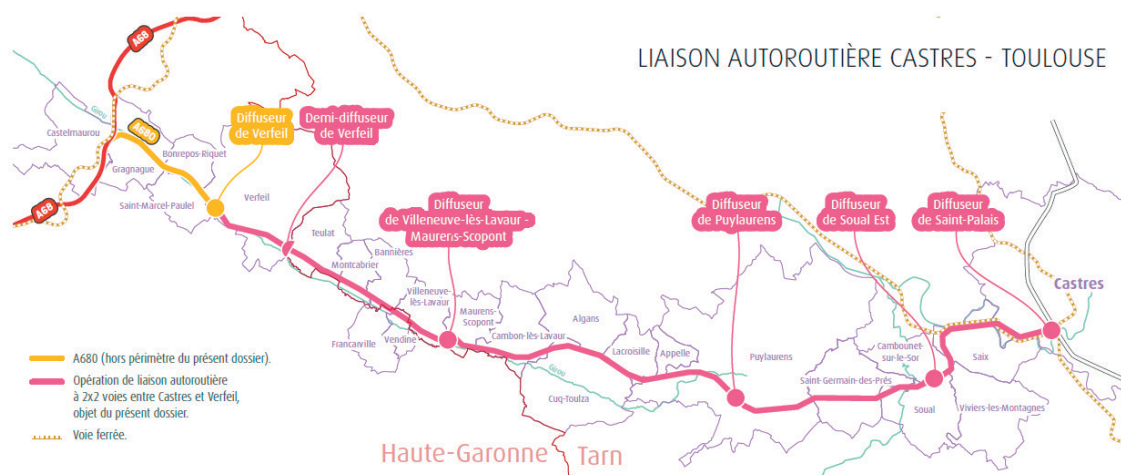 LIAISON AUTOROUTIÈRE CASTRES - TOULOUSE
A68
Girou
A680
Castelmaurou
Bonrepos-Riquet
Gragnague
Saint-Marcel-Paulel
Verfeil
A68
Diffuseur
de Verfeil
Demi-diffuseur
de Verfeil
Diffuseur
de Villeneuve-lès-Lavaur -
Maurens-Scopont
Diffuseur
de Puylaurens
Diffuseur
de Soual Est
Diffuseur
de Saint-Palais
Teulat
Bannières
Montcabrier
Villeneuve-
lès-Lavaur
Maurens-
Scopont
Francarville
Vendine
Cambon-lès-Lavaur
Algans
Lacroisille
Appelle
Girou
Cuq-Toulza
Puylaurens
Cambounet-
sur-le-Sor
Saint-Germain-des-Prés
Soual
Saix
Viviers-les-Montagnes
Castres
A680 (hors périmètre du présent dossier).
Opération de liaison autoroutière
à 2x2 voies entre Castres et Verfeil,
objet du présent dossier.
Voie ferrée.
Haute-Garonne
Tarn